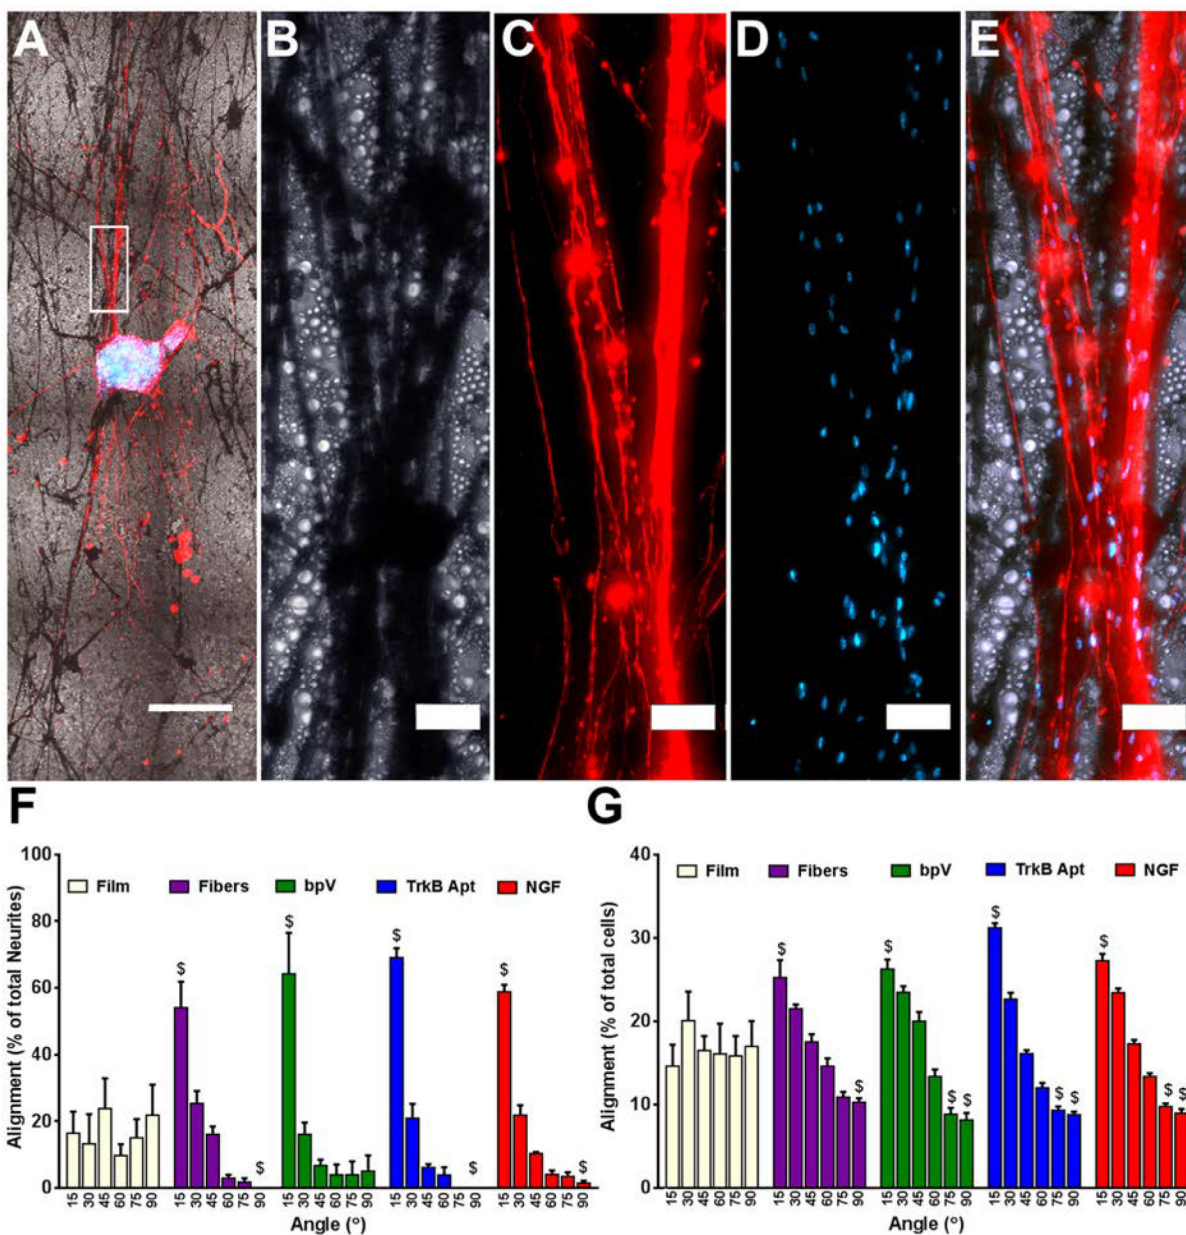 A B C D E
F G
100
80
60
40
20
0
Alignment (% of total Neurites)
Film Fibers bpV TrkB Apt NGF
$ $ $ $
$ $ $
15 30 45 60 75 90 15 30 45 60 75 90 15 30 45 60 75 90 15 30 45 60 75 90 15 30 45 60 75 90
Angle (°)
40
30
20
10
0
Alignment (% of total cells)
Film Fibers bpV TrkB Apt NGF
$ $ $ $
$ $ $ $ $ $ $
15 30 45 60 75 90 15 30 45 60 75 90 15 30 45 60 75 90 15 30 45 60 75 90 15 30 45 60 75 90
Angle (°)